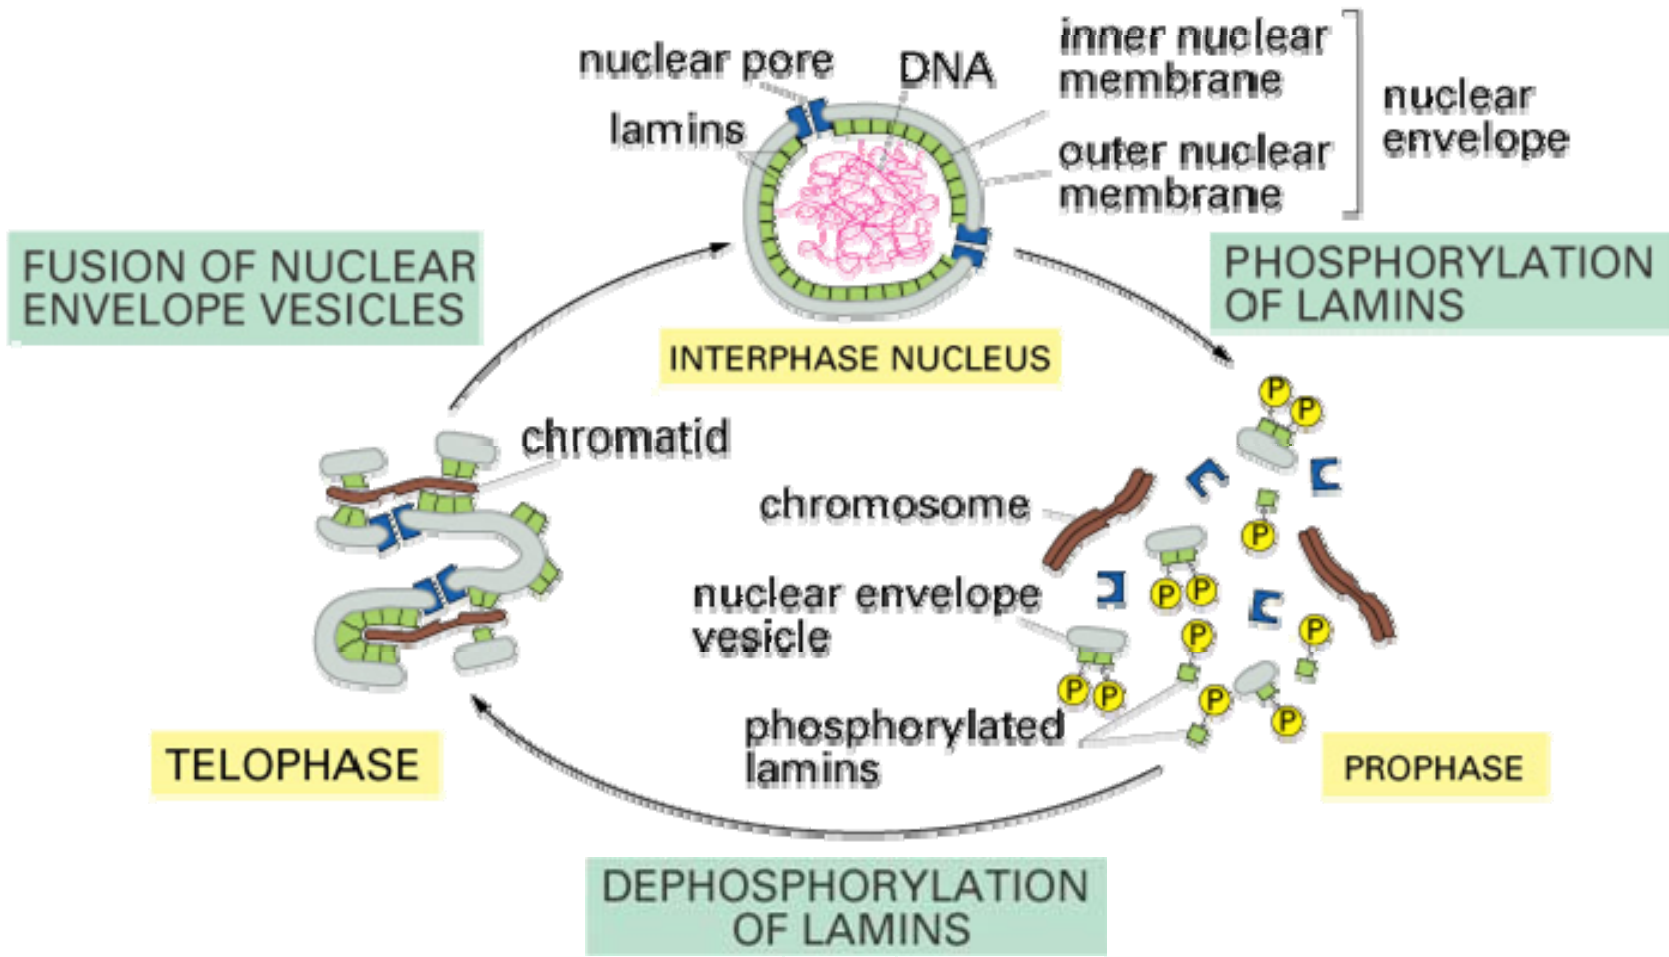 nuclear pore
DNA
inner nuclear
membrane
nuclear
envelope
lamins
outer nuclear
membrane
FUSION OF NUCLEAR
ENVELOPE VESICLES
PHOSPHORYLATION
OF LAMINS
INTERPHASE NUCLEUS
P
P
chromatid
chromosome
P
nuclear envelope
vesicle
P
P
P
P
P
P
P
P
phosphorylated
lamins
TELOPHASE
PROPHASE
DEPHOSPHORYLATION
OF LAMINS